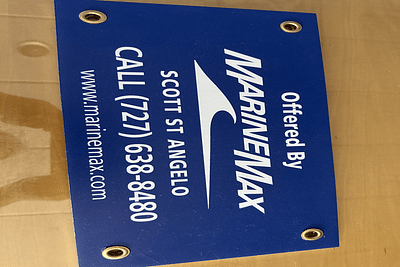 Offered By
MARINEMAX
SCOTT ST ANGELO
CALL (727) 638-8480
www.marinemax.com